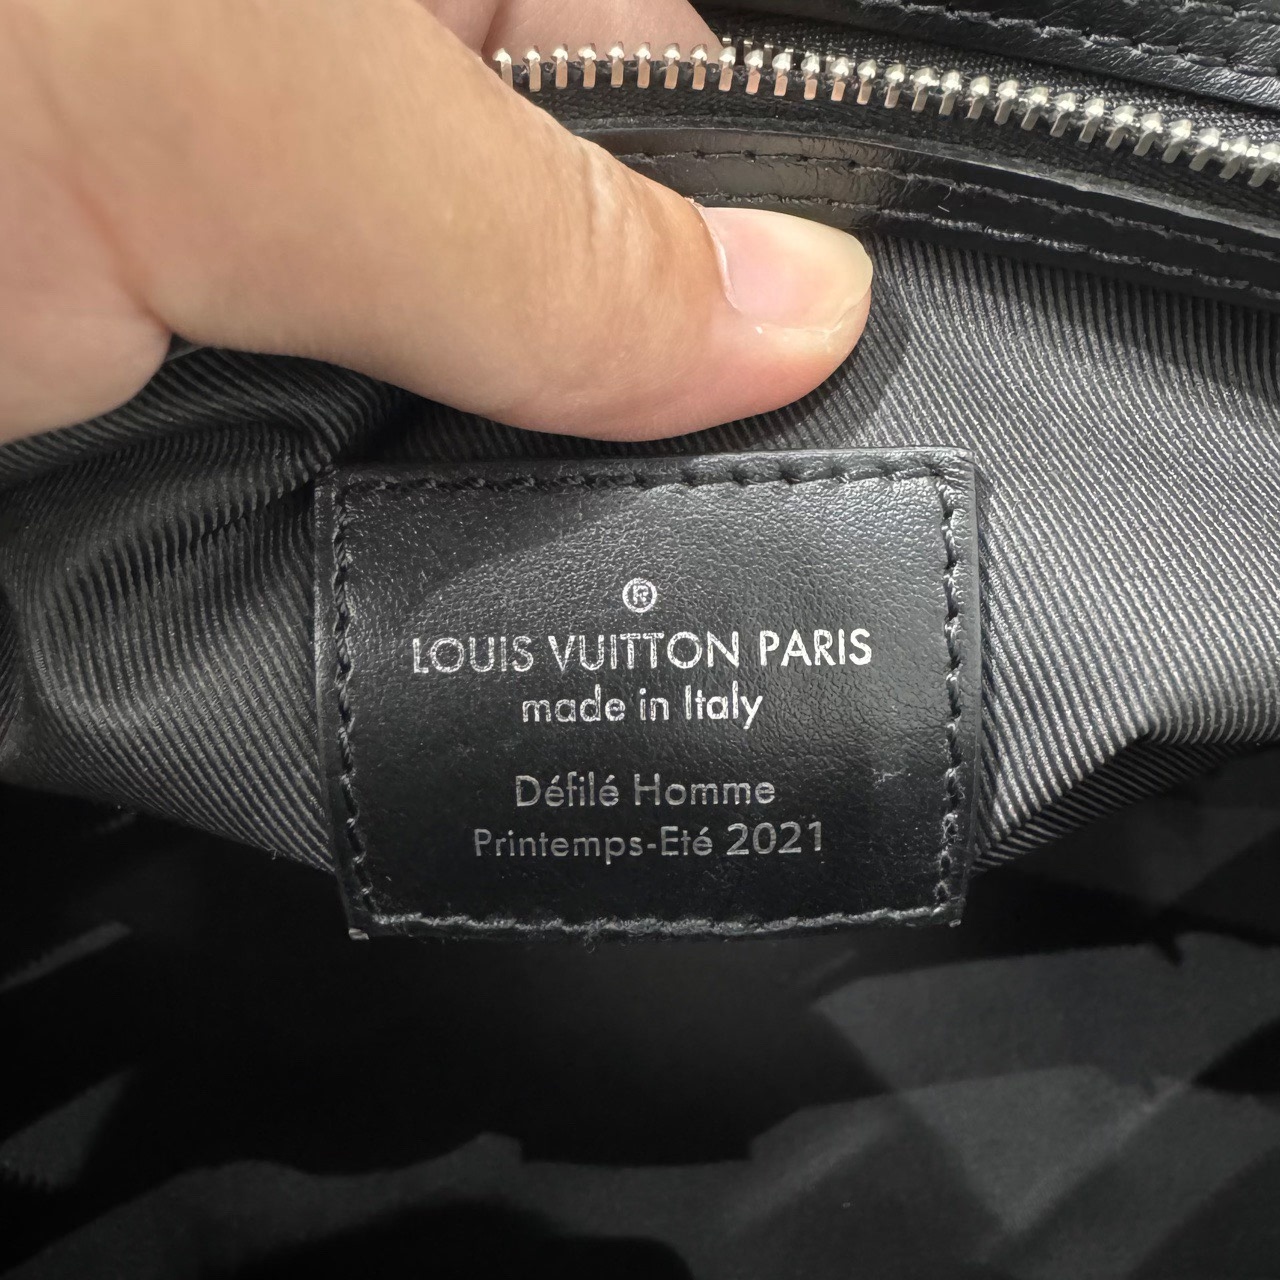 ®
LOUIS VUITTON PARIS
made in Italy
Défilé Homme
Printemps-Eté 2021